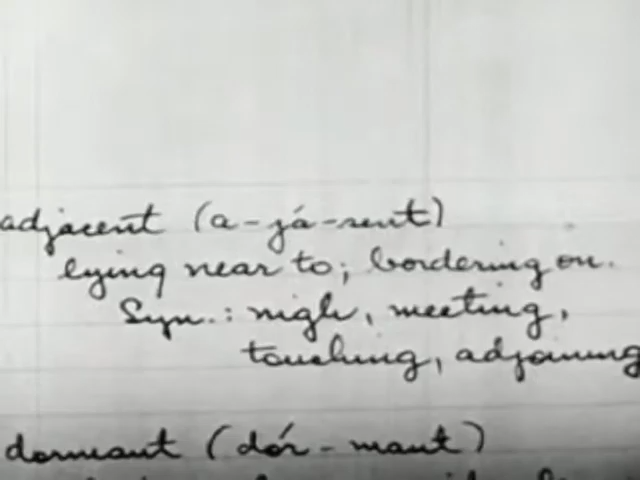 adjacent (a-já-sent)
lying near to; bordering on.
Syn.: nigh, meeting,
touching, adjoining
dormant (dór-mant)